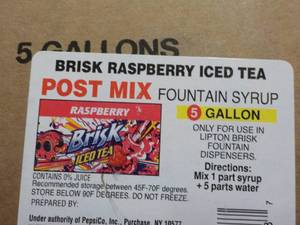 5 GALLONS
BRISK RASPBERRY ICED TEA
POST MIX FOUNTAIN SYRUP
RASPBERRY
Brisk
ICED TEA
5 GALLON
ONLY FOR USE IN
LIPTON BRISK
FOUNTAIN
DISPENSERS.
Directions:
Mix 1 part syrup
+ 5 parts water
CONTAINS 0% JUICE
Recommended storage between 45F-70F degrees.
STORE BELOW 90F DEGREES. DO NOT FREEZE.
PREPARED BY:
Under authority of PepsiCo, Inc., Purchase, NY 10577